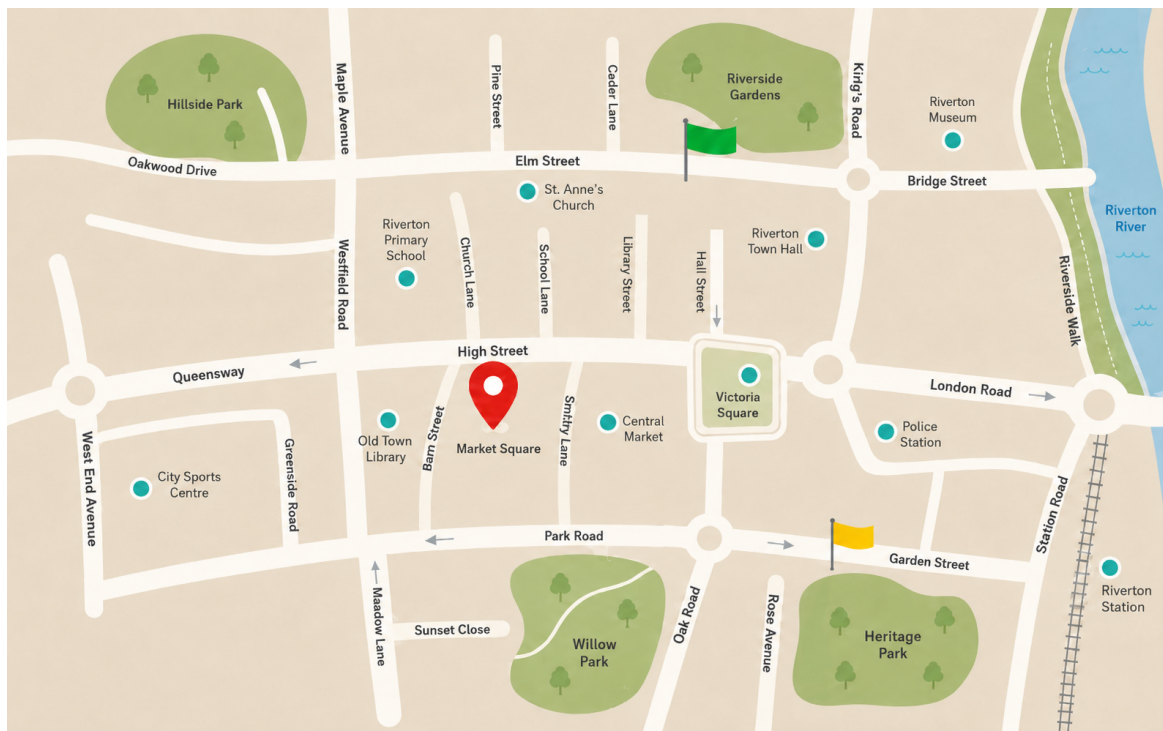 Hillside Park
Maple Avenue
Pine Street
Cader Lane
Riverside
Gardens
Kirlg's Road
Riverton
Museum
Oakwood Drive
Elm Street
Bridge Street
St. Anne's
Church
Riverton
River
Riverton
Primary
School
Riverton
Town Hall
Westfield Road
Church Lane
School Lane
Library Street
Hall Street
Riverside Walk
High Street
Queensway
London Road
Victoria
Square
Old Town
Library
Barn Street
Market Square
Smithy Lane
Central
Market
Police
Station
West End Avenue
Greenside Road
City Sports
Centre
Station Road
Park Road
Garden Street
Riverton
Station
Maadow Lane
Sunset Close
Willow
Park
Oak Road
Rose Avenue
Heritage
Park